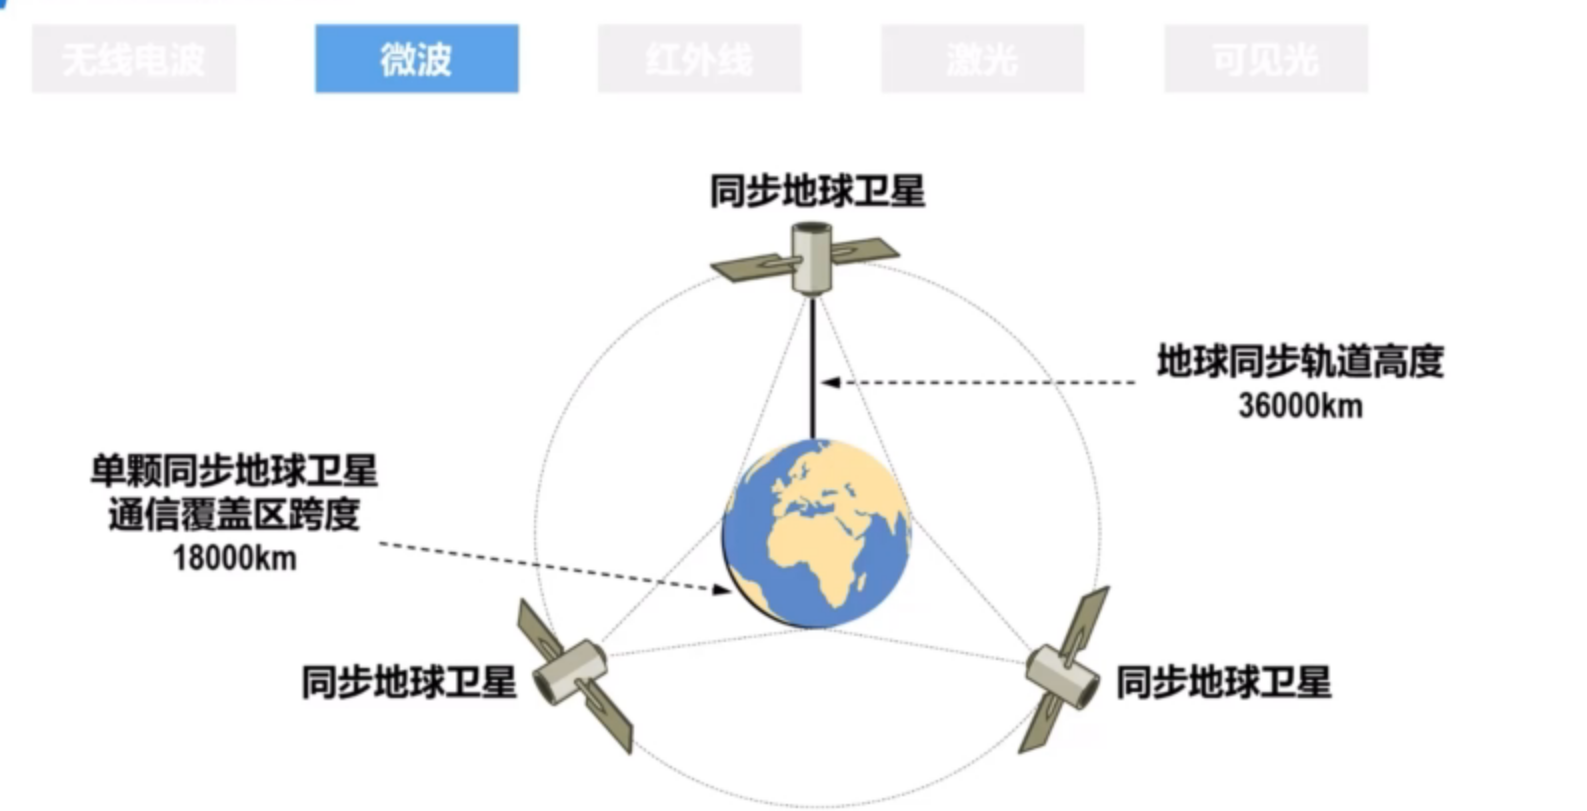 无线电波
微波
红外线
激光
可见光
同步地球卫星
地球同步轨道高度
36000km
单颗同步地球卫星
通信覆盖区跨度
18000km
同步地球卫星
同步地球卫星